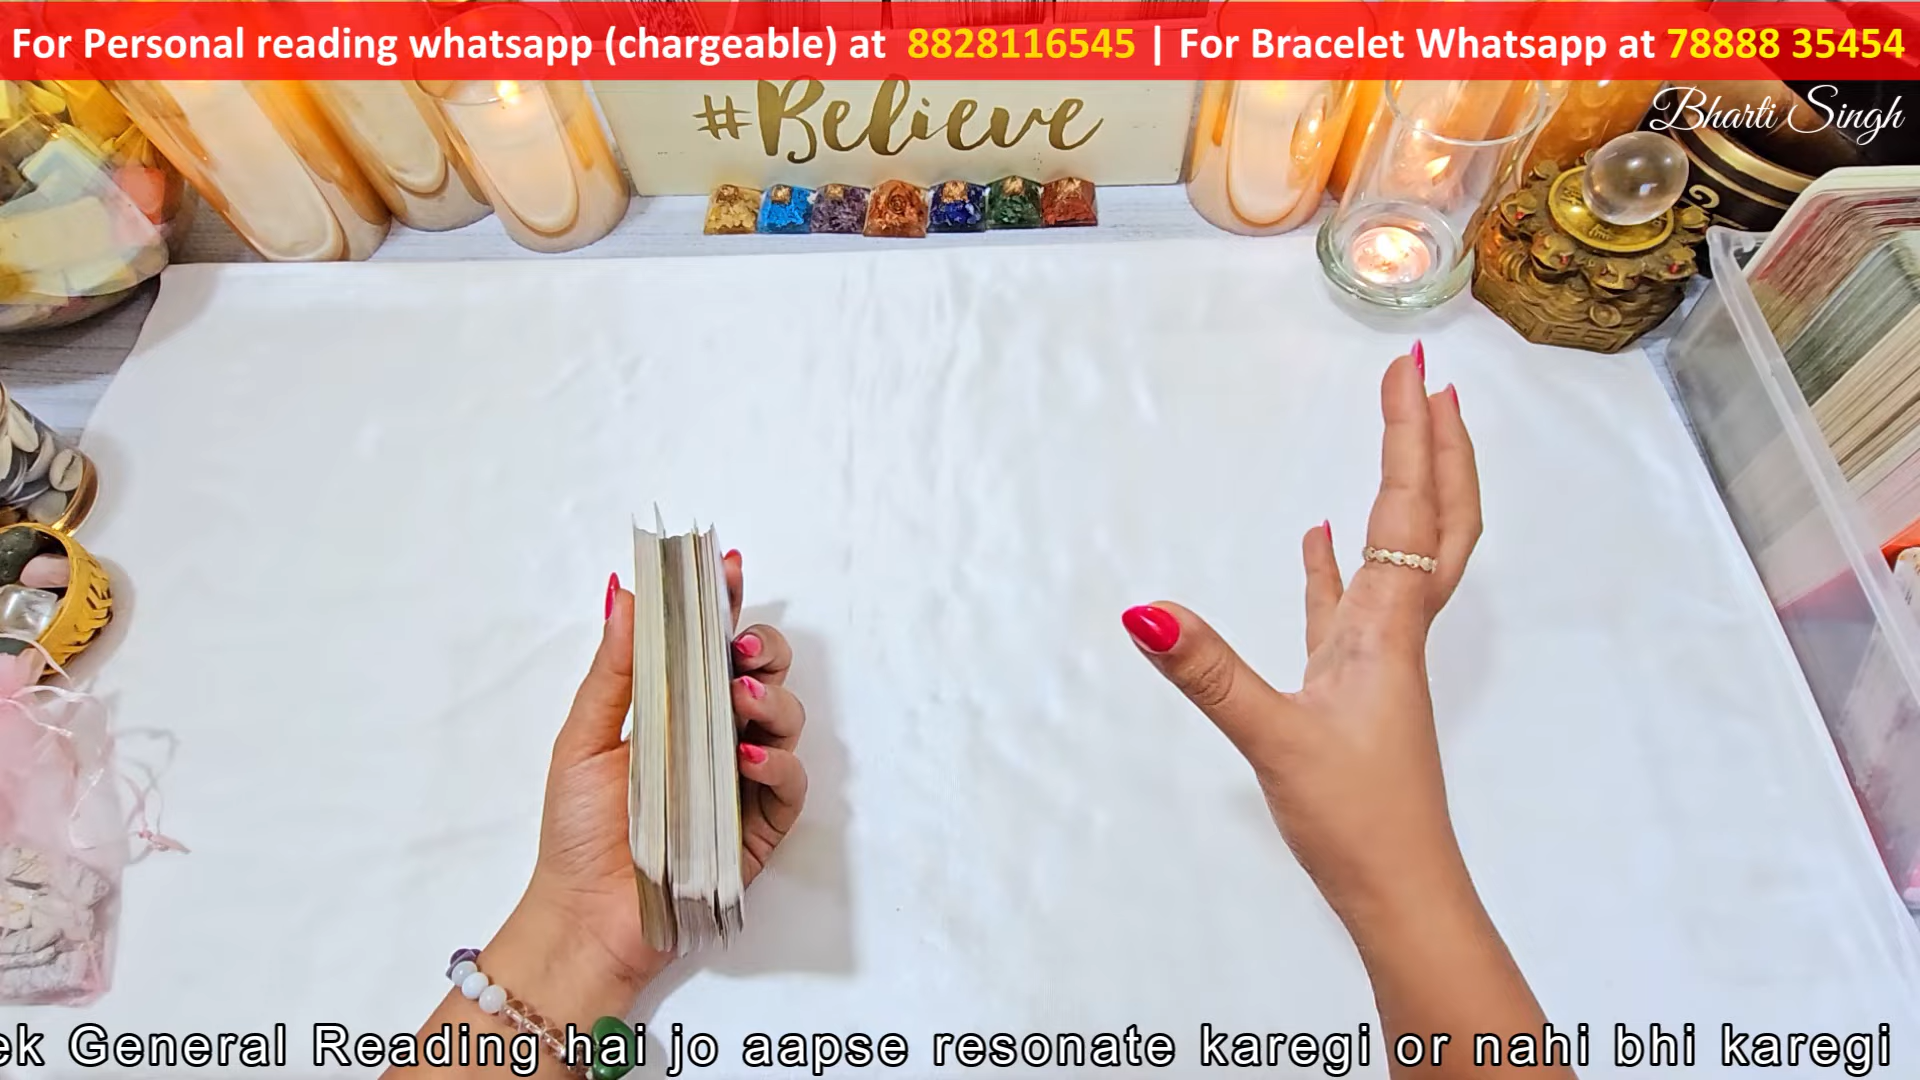 For Personal reading whatsapp (chargeable) at 8828116545 | For Bracelet Whatsapp at 78888 35454
#Believe
Bharti Singh
General Reading hai jo aapse resonate karegi or nahi bhi karegi